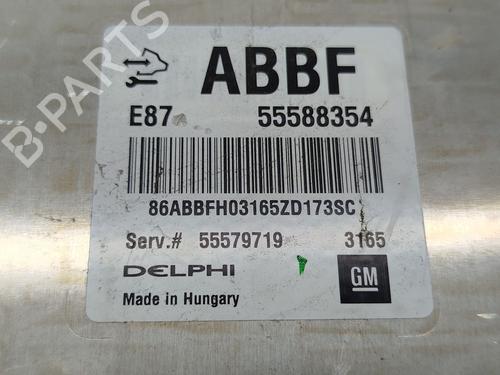 B-PARTS
ABBF
E87 55588354
86ABBFH03165ZD173SC
Serv.# 55579719 3165
DELPHI GM
Made in Hungary